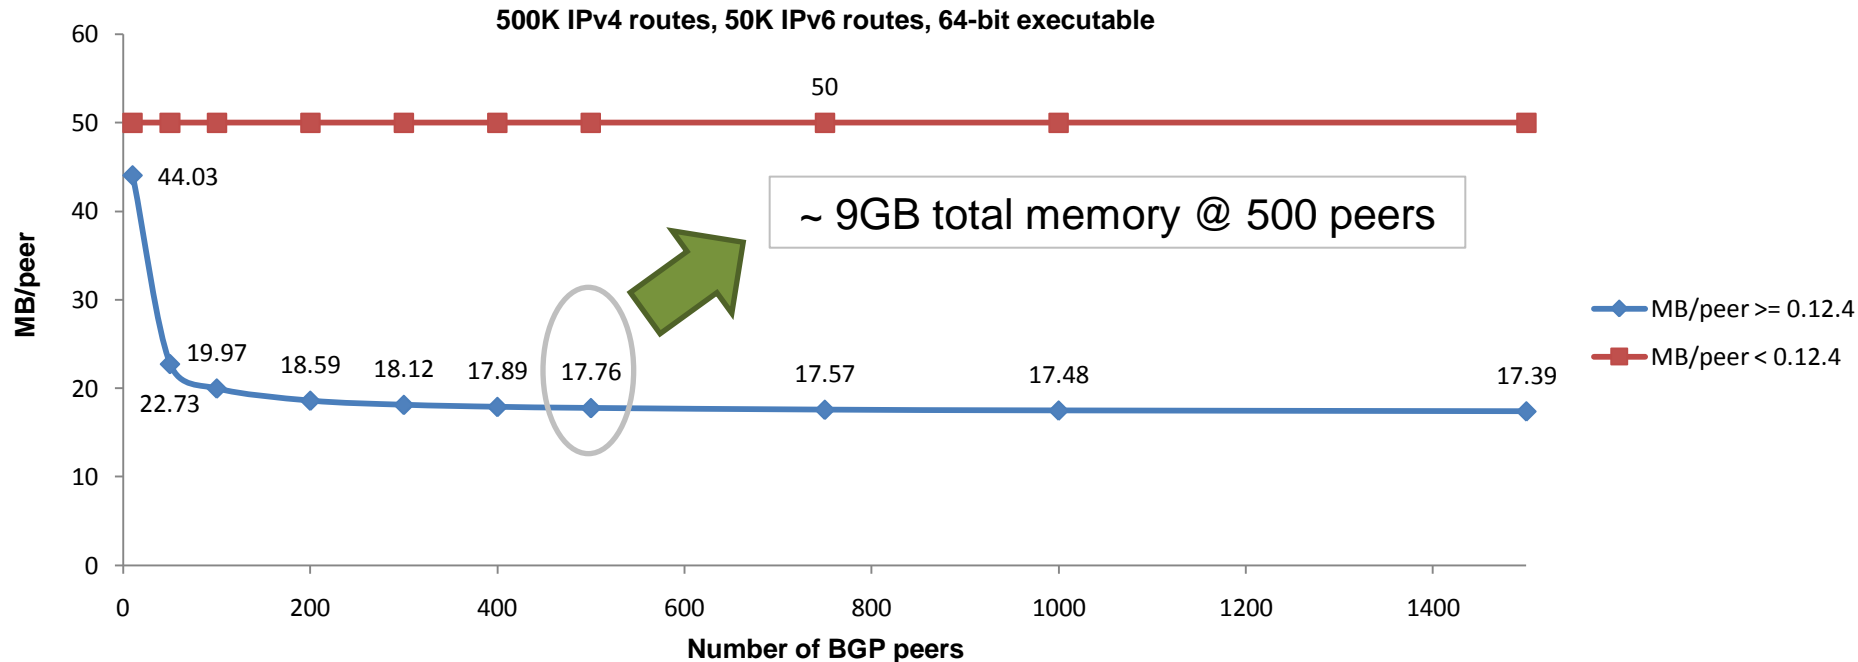 500K IPv4 routes, 50K IPv6 routes, 64-bit executable
60
50
50
40
30
20
10
0
44.03
22.73
19.97
18.59
18.12
17.89
17.76
17.57
17.48
17.39
~ 9GB total memory @ 500 peers
MB/peer
MB/peer >= 0.12.4
MB/peer < 0.12.4
0 200 400 600 800 1000 1200 1400
Number of BGP peers